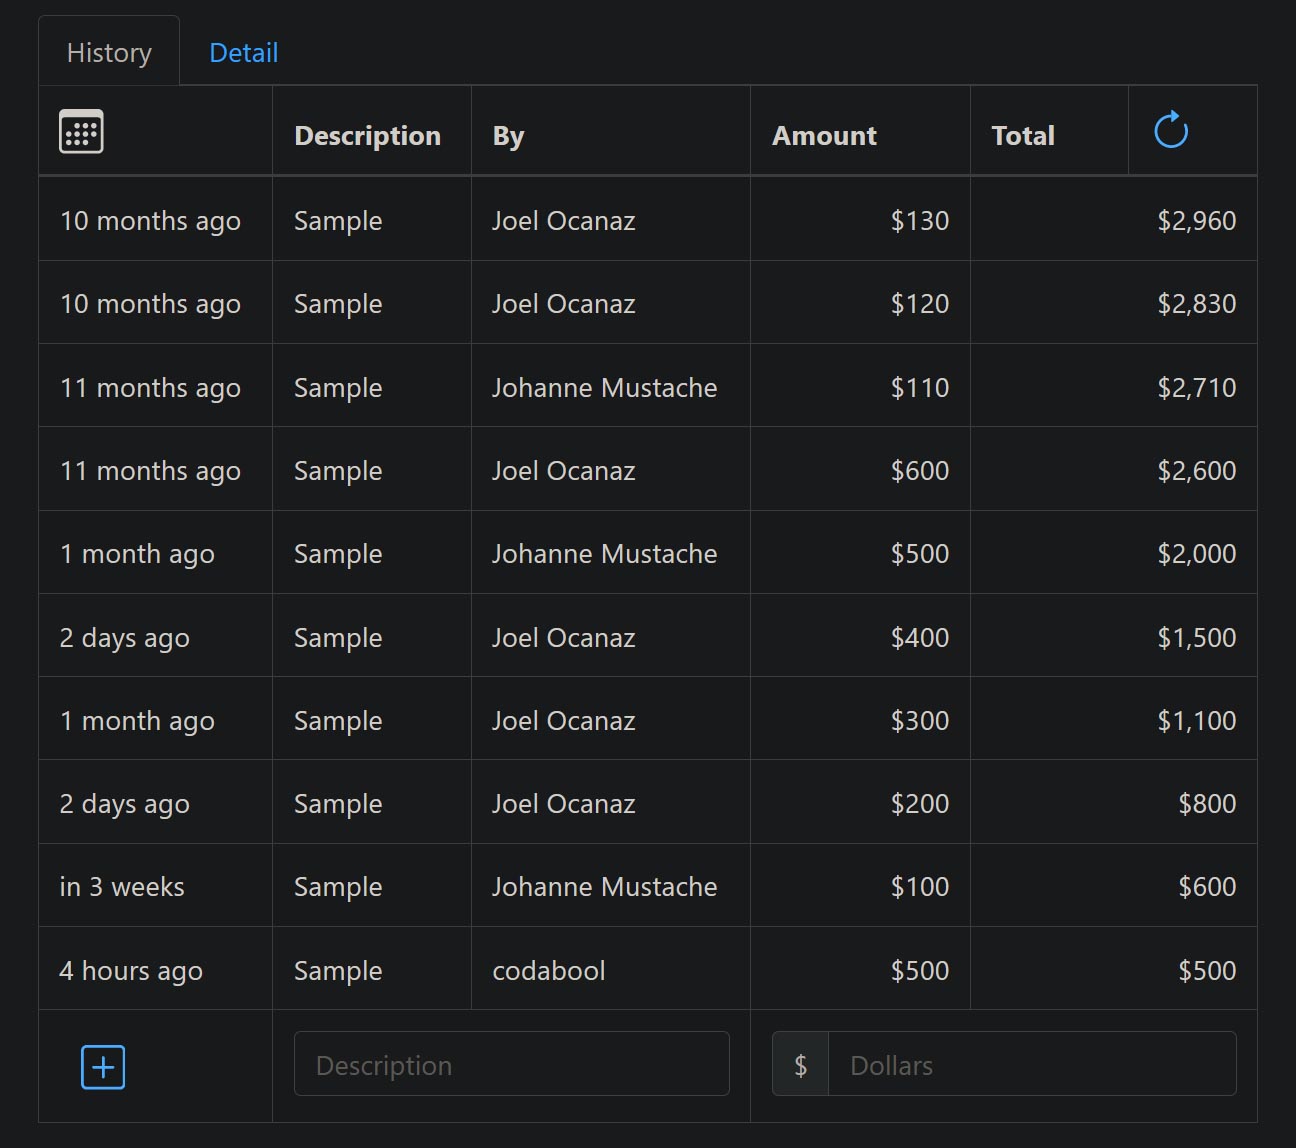 History Detail
Description By Amount Total
10 months ago Sample Joel Ocanaz $130 $2,960
10 months ago Sample Joel Ocanaz $120 $2,830
11 months ago Sample Johanne Mustache $110 $2,710
11 months ago Sample Joel Ocanaz $600 $2,600
1 month ago Sample Johanne Mustache $500 $2,000
2 days ago Sample Joel Ocanaz $400 $1,500
1 month ago Sample Joel Ocanaz $300 $1,100
2 days ago Sample Joel Ocanaz $200 $800
in 3 weeks Sample Johanne Mustache $100 $600
4 hours ago Sample codabool $500 $500
Description $ Dollars